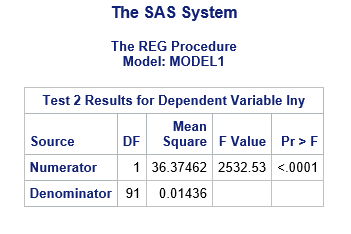 The SAS System
The REG Procedure
Model: MODEL1
Test 2 Results for Dependent Variable lny
Source DF Mean Square F Value Pr > F
Numerator 1 36.37462 2532.53 <.0001
Denominator 91 0.01436